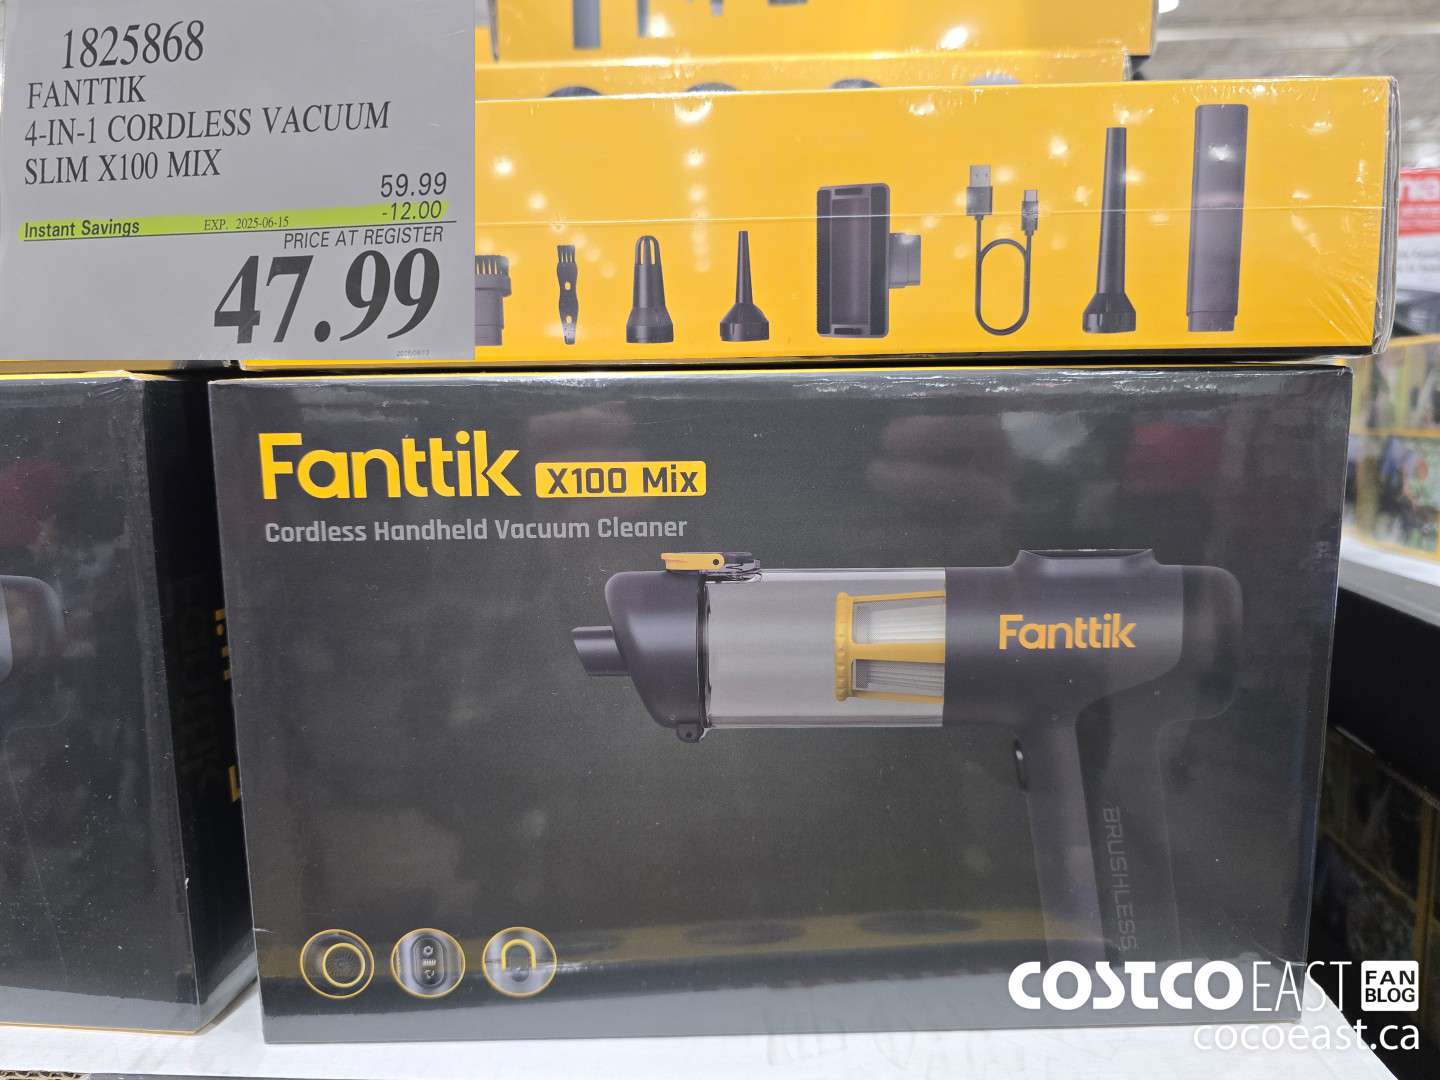 1825868
FANTTIK
4-IN-1 CORDLESS VACUUM
SLIM X100 MIX
59.99
Instant Savings EXP. 2025-06-15 -12.00
PRICE AT REGISTER
47.99
Fanttik X100 Mix
Cordless Handheld Vacuum Cleaner
Fanttik
BRUSHLESS
COSTCO EAST FAN BLOG
cocoeast.ca